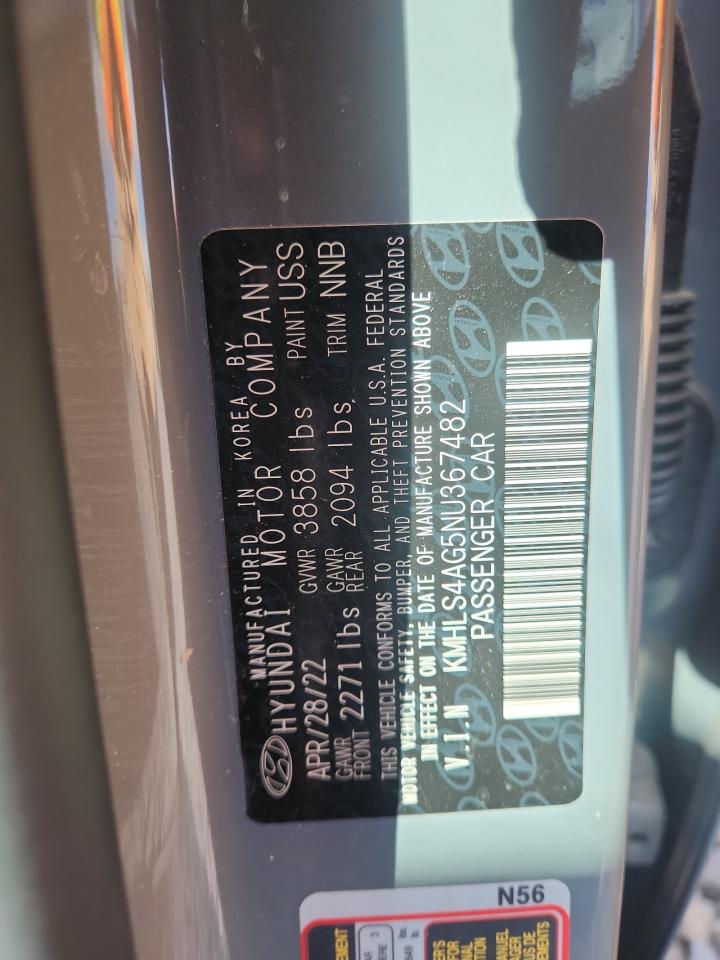 MANUFACTURED IN KOREA BY
HYUNDAI MOTOR COMPANY
APR/28/22 GVWR 3858 lbs PAINT USS
GAWR FRONT 2271 lbs GAWR REAR 2094 lbs. TRIM NNB
THIS VEHICLE CONFORMS TO ALL APPLICABLE U.S.A. FEDERAL
MOTOR VEHICLE SAFETY, BUMPER, AND THEFT PREVENTION STANDARDS
IN EFFECT ON THE DATE OF MANUFACTURE SHOWN ABOVE
V.I.N KMHLS4AG5NU367482
PASSENGER CAR
N56